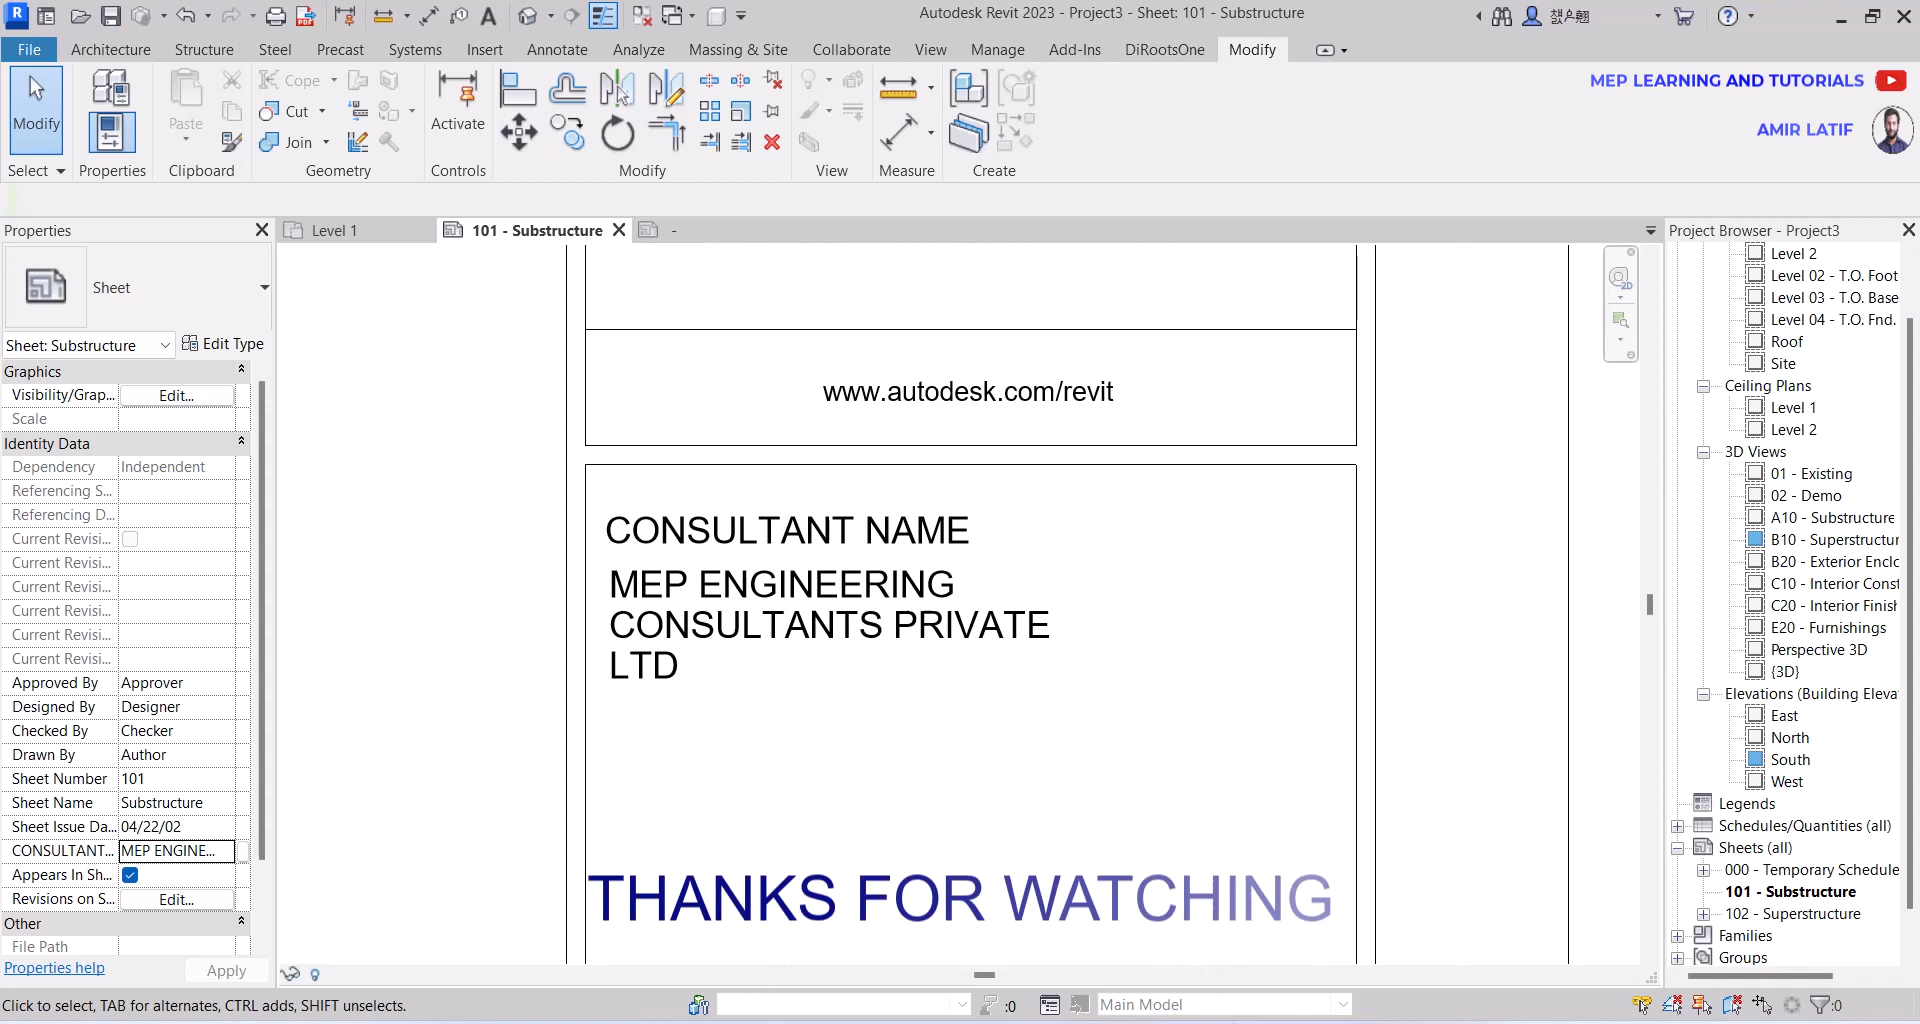 Autodesk Revit 2023 - Project3 - Sheet: 101 - Substructure
File Architecture Structure Steel Precast Systems Insert Annotate Analyze Massing & Site Collaborate View Manage Add-Ins DiRootsOne Modify
Modify
Paste
Cope
Cut
Join
Activate
Select Properties Clipboard Geometry Controls Modify View Measure Create
MEP LEARNING AND TUTORIALS
AMIR LATIF
Properties
Sheet
Sheet: Substructure Edit Type
Graphics
Visibility/Grap... Edit...
Scale
Identity Data
Dependency Independent
Referencing S...
Referencing D...
Current Revisi...
Current Revisi...
Current Revisi...
Current Revisi...
Current Revisi...
Current Revisi...
Approved By Approver
Designed By Designer
Checked By Checker
Drawn By Author
Sheet Number 101
Sheet Name Substructure
Sheet Issue Da... 04/22/02
CONSULTANT... MEP ENGINE...
Appears In Sh...
Revisions on S... Edit...
Other
File Path
Properties help Apply
Level 1 101 - Substructure -
www.autodesk.com/revit
CONSULTANT NAME
MEP ENGINEERING
CONSULTANTS PRIVATE
LTD
THANKS FOR WATCHING
Project Browser - Project3
Level 2
Level 02 - T.O. Foot
Level 03 - T.O. Base
Level 04 - T.O. Fnd.
Roof
Site
Ceiling Plans
Level 1
Level 2
3D Views
01 - Existing
02 - Demo
A10 - Substructure
B10 - Superstructur
B20 - Exterior Enclo
C10 - Interior Const
C20 - Interior Finish
E20 - Furnishings
Perspective 3D
{3D}
Elevations (Building Eleva
East
North
South
West
Legends
Schedules/Quantities (all)
Sheets (all)
000 - Temporary Schedule
101 - Substructure
102 - Superstructure
Families
Groups
Click to select, TAB for alternates, CTRL adds, SHIFT unselects.
:0
Main Model
:0